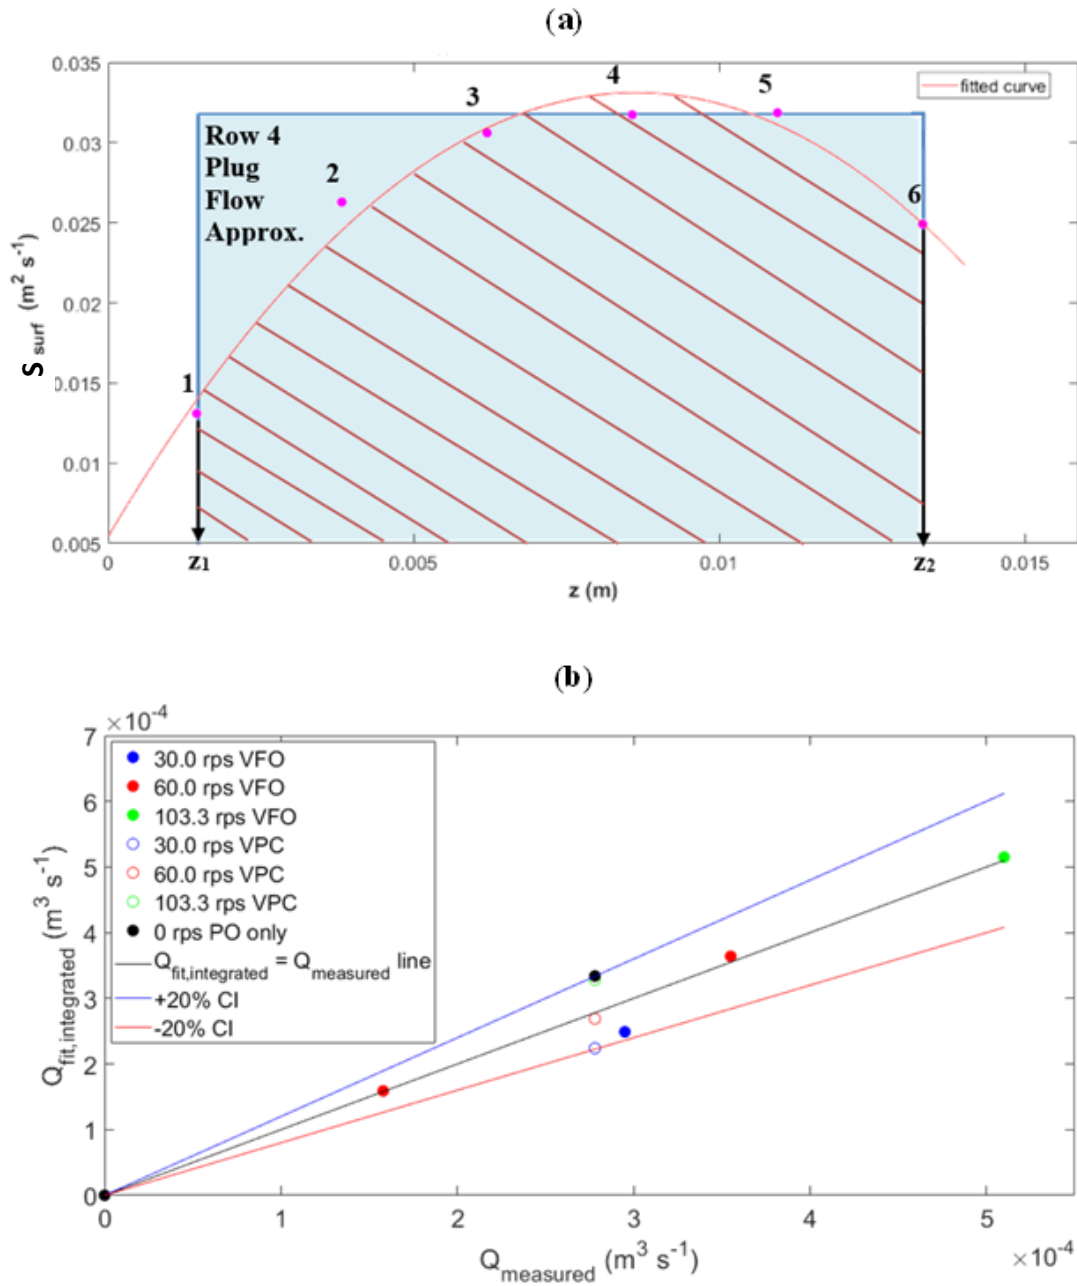 (a)
0.035
0.03
0.025
0.02
0.015
0.01
0.005
S surf (m² s⁻¹)
fitted curve
Row 4
Plug
Flow
Approx.
1
2
3
4
5
6
0
z₁
0.005
0.01
z₂
0.015
z (m)
(b)
×10⁻⁴
7
6
5
4
3
2
1
0
Q fit,integrated (m³ s⁻¹)
30.0 rps VFO
60.0 rps VFO
103.3 rps VFO
30.0 rps VPC
60.0 rps VPC
103.3 rps VPC
0 rps PO only
Q fit,integrated = Q measured line
+20% CI
-20% CI
0
1
2
3
4
5
×10⁻⁴
Q measured (m³ s⁻¹)